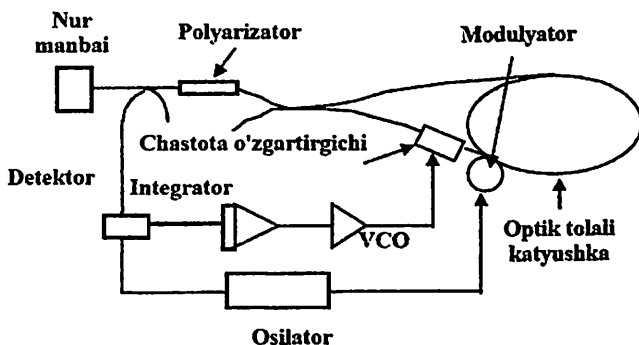 Nur
manbai
Polyarizator
Modulyator
Chastota o'zgartirgichi
Detektor
Integrator
VCO
Optik tolali
katyushka
Osilator